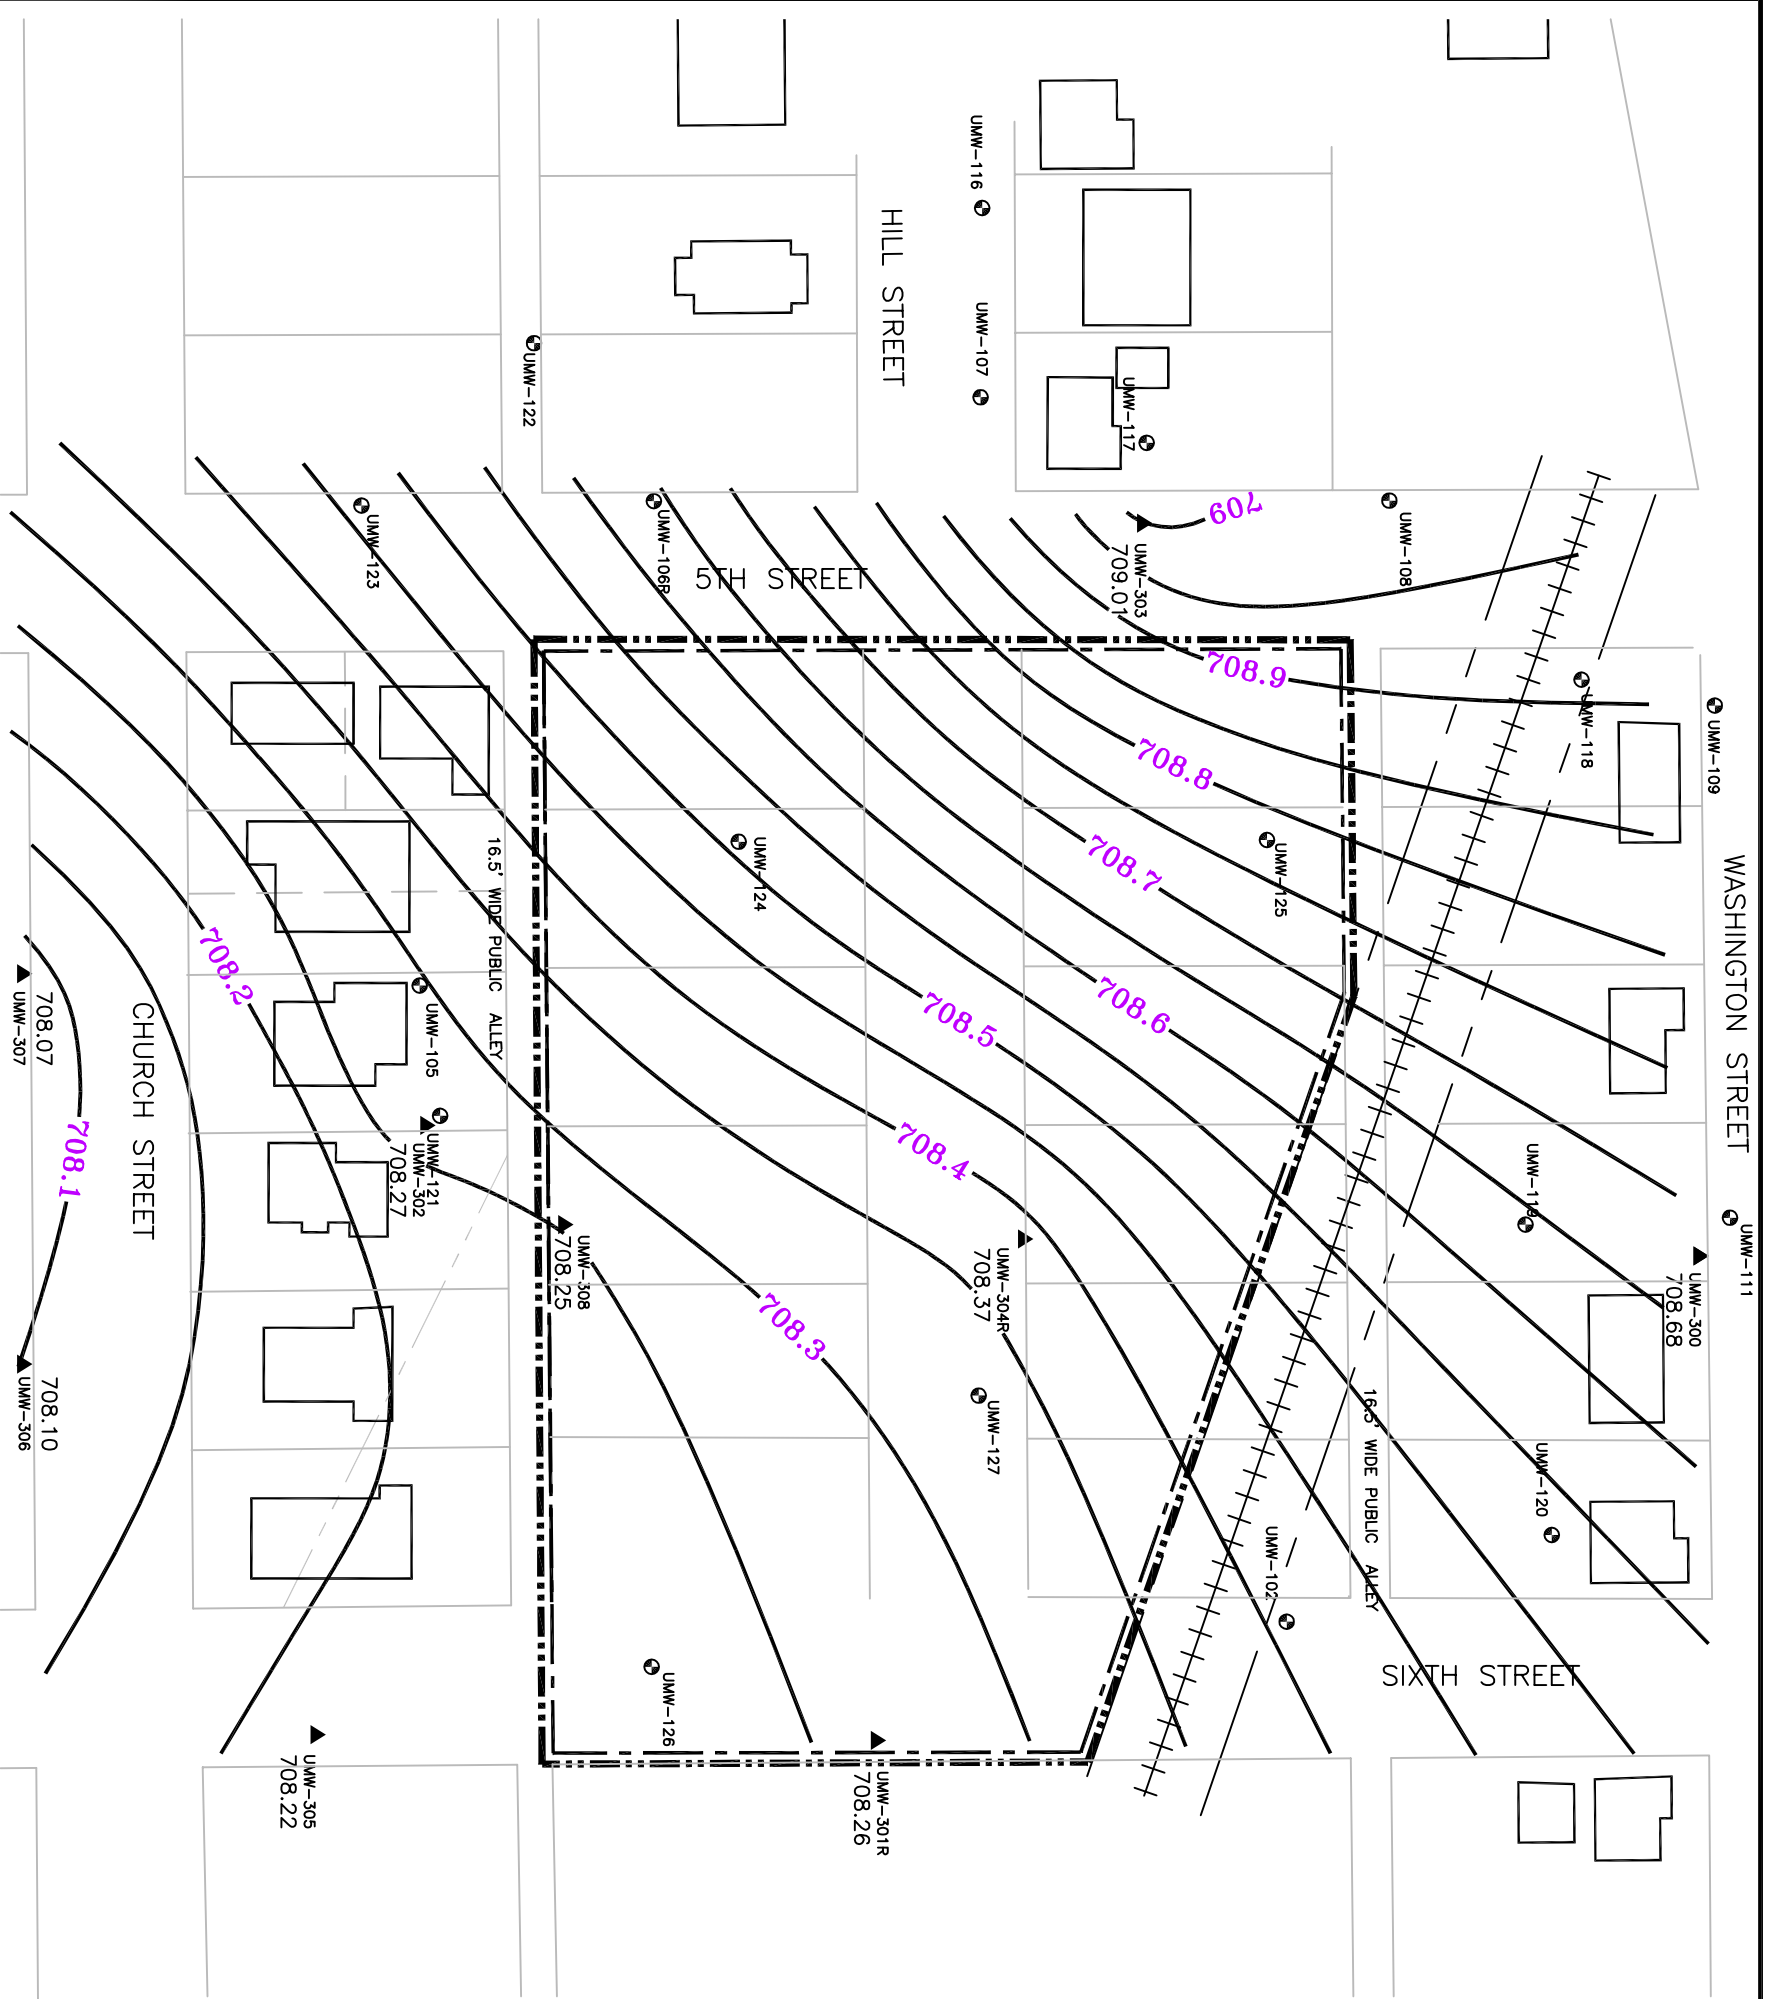 UMW-116
HILL STREET
UMW-107
UMW-122
UMW-117
UMW-123
UMW-106R
5TH STREET
709
UMW-303
709.01
UMW-108
708.9
UMW-118
UMW-109
708.8
UMW-124
708.7
UMW-125
WASHINGTON STREET
16.5' WIDE PUBLIC ALLEY
708.2
708.5
708.6
UMW-105
708.07
UMW-307
CHURCH STREET
708.1
UMW-121
UMW-302
708.27
708.4
UMW-119
UMW-111
UMW-308
708.25
UMW-304R
708.37
UMW-300
708.68
708.3
708.10
UMW-306
UMW-127
16.5' WIDE PUBLIC ALLEY
UMW-120
UMW-102
SIXTH STREET
UMW-126
UMW-305
708.22
UMW-301R
708.26